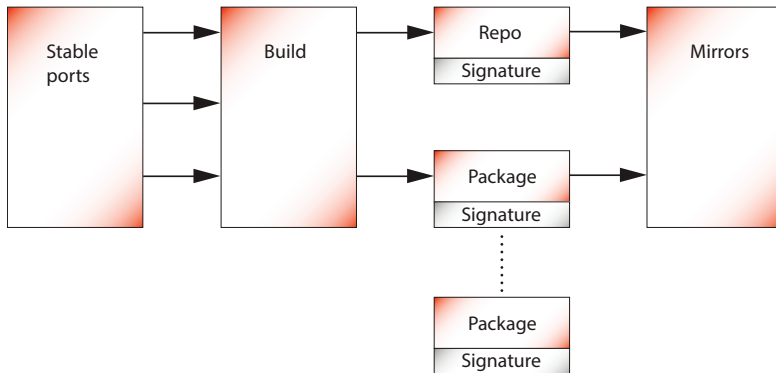 Stable
ports
Build
Repo
Signature
Mirrors
Package
Signature
Package
Signature